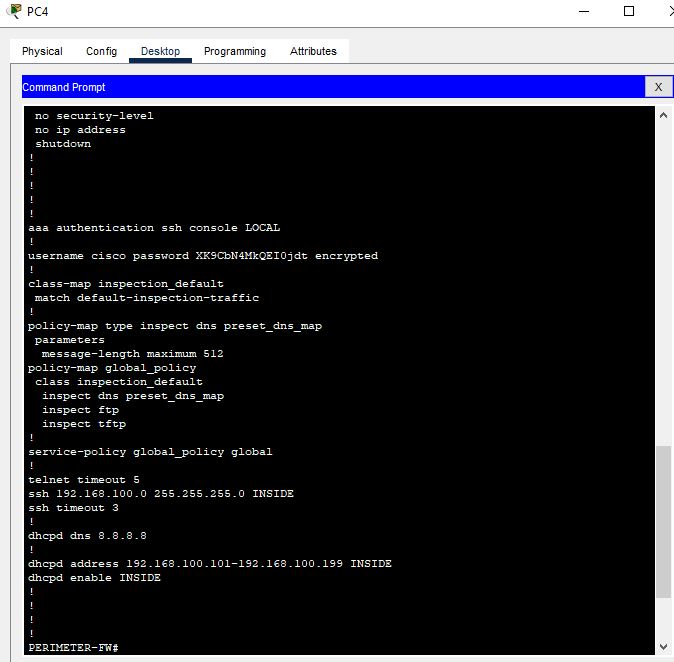 PC4
Physical Config Desktop Programming Attributes
Command Prompt X
no security-level
no ip address
shutdown
!
!
!
!
!
aaa authentication ssh console LOCAL
!
username cisco password XK9CbN4MkQEI0jdt encrypted
!
class-map inspection_default
match default-inspection-traffic
!
policy-map type inspect dns preset_dns_map
parameters
message-length maximum 512
policy-map global_policy
class inspection_default
inspect dns preset_dns_map
inspect ftp
inspect tftp
!
service-policy global_policy global
!
telnet timeout 5
ssh 192.168.100.0 255.255.255.0 INSIDE
ssh timeout 3
!
dhcpd dns 8.8.8.8
!
dhcpd address 192.168.100.101-192.168.100.199 INSIDE
dhcpd enable INSIDE
!
!
!
!
PERIMETER-FW#